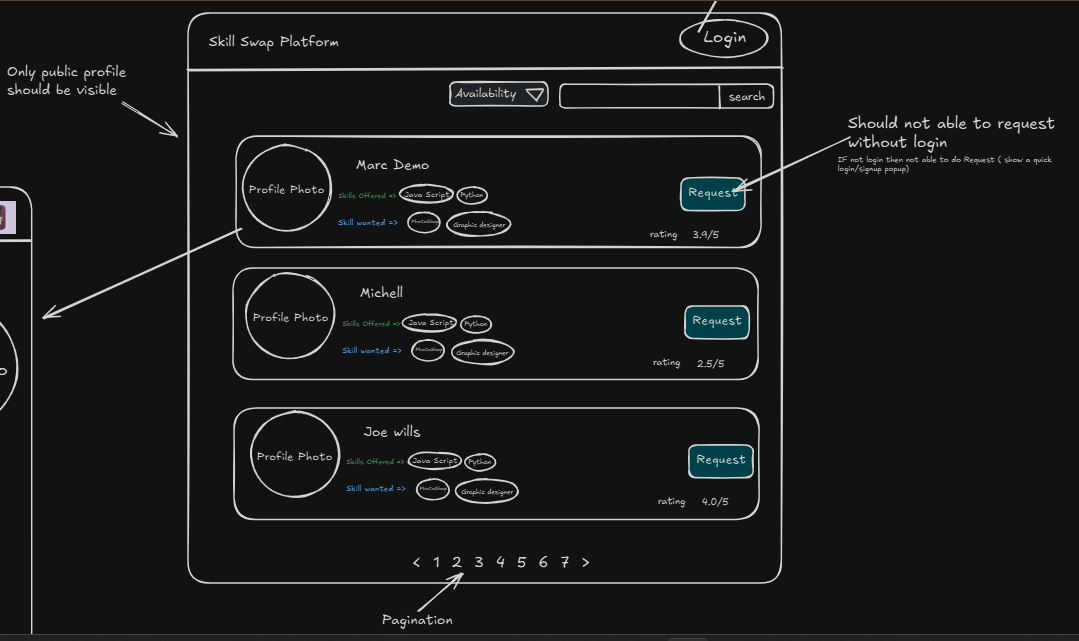 Skill Swap Platform
Login
Only public profile
should be visible
Availability
search
Should not able to request
without login
IF not login then not able to do Request ( show a quick
login/signup popup)
Profile Photo
Marc Demo
Skills Offered => Java Script Python
Skill wanted => PhotoShop Graphic designer
Request
rating 3.9/5
Profile Photo
Michell
Skills Offered => Java Script Python
Skill wanted => PhotoShop Graphic designer
Request
rating 2.5/5
Profile Photo
Joe wills
Skills Offered => Java Script Python
Skill wanted => PhotoShop Graphic designer
Request
rating 4.0/5
< 1 2 3 4 5 6 7 >
Pagination